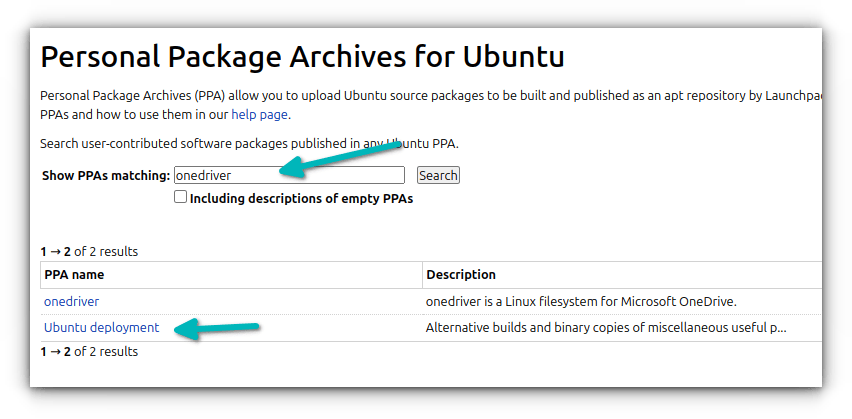 Personal Package Archives for Ubuntu
Personal Package Archives (PPA) allow you to upload Ubuntu source packages to be built and published as an apt repository by Launchpa
PPAs and how to use them in our help page.
Search user-contributed software packages published in any Ubuntu PPA.
Show PPAs matching: onedriver Search
Including descriptions of empty PPAs
1 → 2 of 2 results
PPA name Description
onedriver onedriver is a Linux filesystem for Microsoft OneDrive.
Ubuntu deployment Alternative builds and binary copies of miscellaneous useful p...
1 → 2 of 2 results